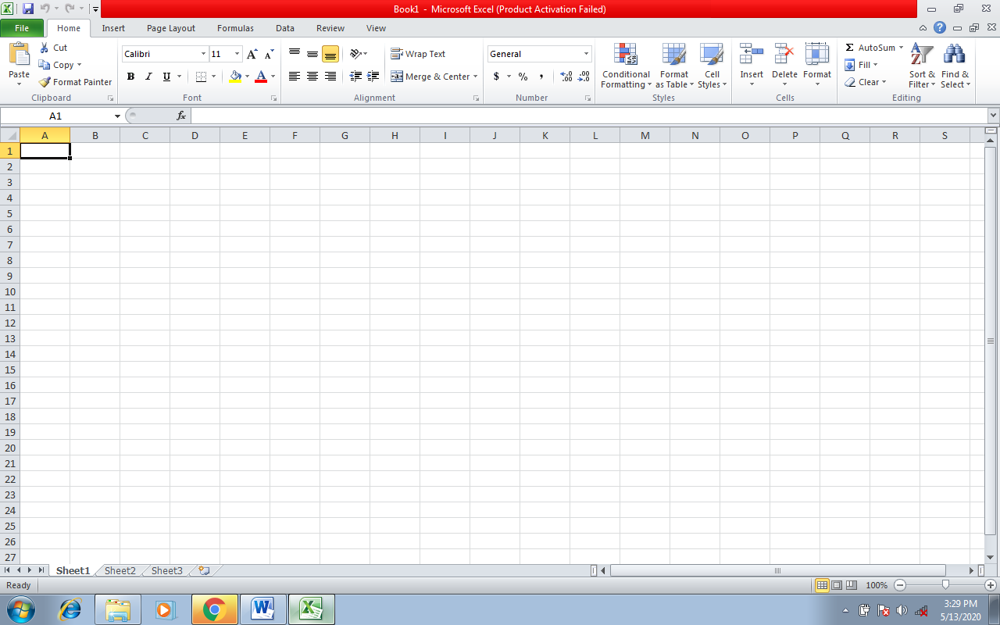 Book1 - Microsoft Excel (Product Activation Failed)
File Home Insert Page Layout Formulas Data Review View
Paste
Cut
Copy
Format Painter
Clipboard
Calibri 11
B I U A
Font
Wrap Text
Merge & Center
Alignment
General
$ % , .00 .00
Number
Conditional Formatting
Format as Table
Cell Styles
Styles
Insert Delete Format
Cells
Σ AutoSum
Fill
Clear
Sort & Filter
Find & Select
Editing
A1 fx
A B C D E F G H I J K L M N O P Q R S
1
2
3
4
5
6
7
8
9
10
11
12
13
14
15
16
17
18
19
20
21
22
23
24
25
26
27
Sheet1 Sheet2 Sheet3
Ready 100%
3:29 PM
5/13/2020